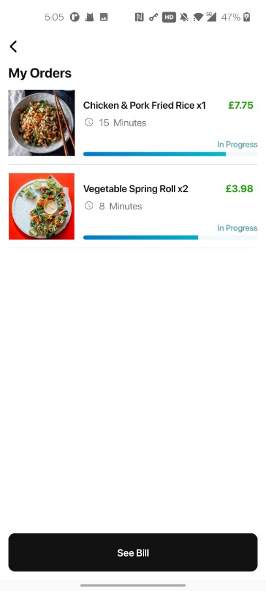 5:05 HD 5G 47%
My Orders
Chicken & Pork Fried Rice x1 £7.75
15 Minutes
In Progress
Vegetable Spring Roll x2 £3.98
8 Minutes
In Progress
See Bill